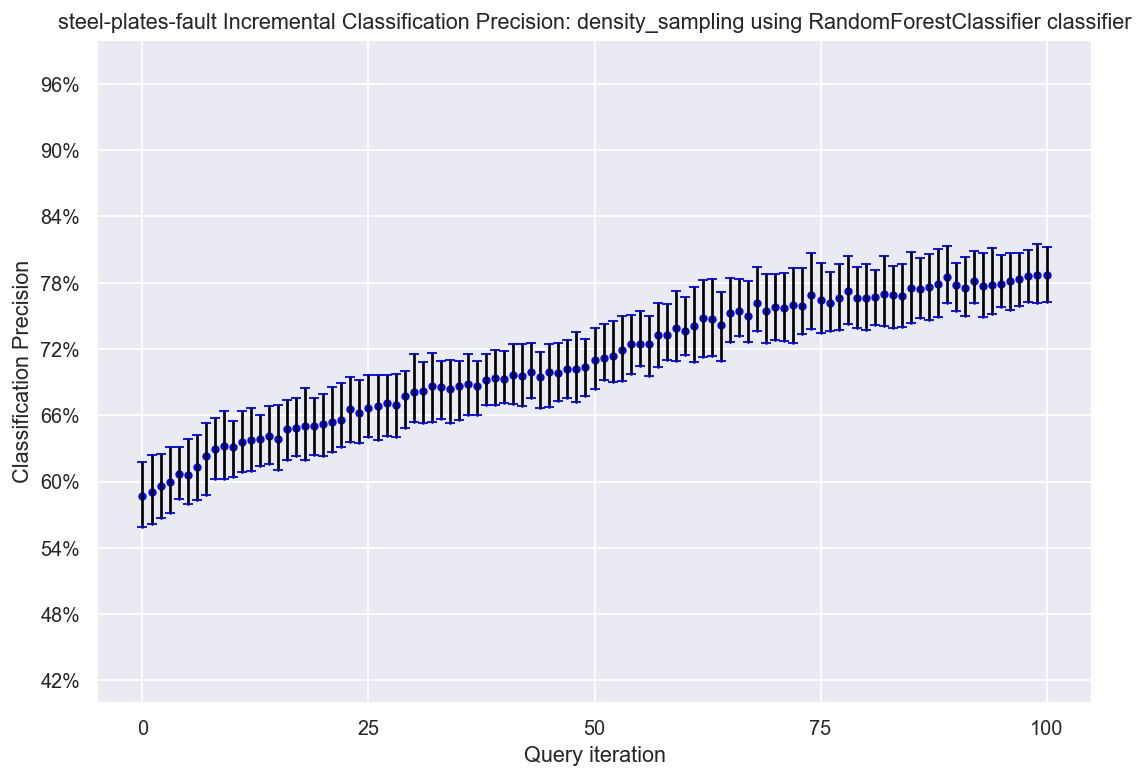 steel-plates-fault Incremental Classification Precision: density_sampling using RandomForestClassifier classifier
96%
90%
84%
78%
72%
66%
60%
54%
48%
42%
Classification Precision
0 25 50 75 100
Query iteration